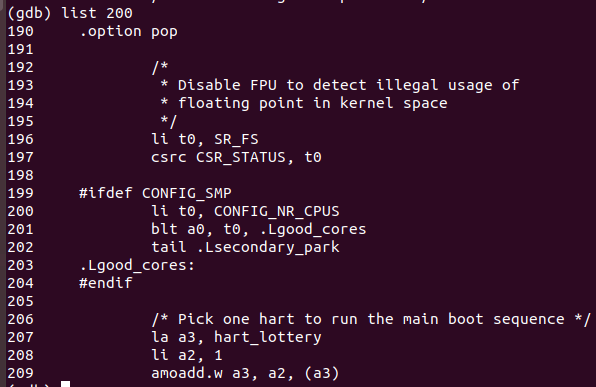 (gdb) list 200
190     .option pop
191
192             /*
193              * Disable FPU to detect illegal usage of
194              * floating point in kernel space
195              */
196             li t0, SR_FS
197             csrc CSR_STATUS, t0
198
199     #ifdef CONFIG_SMP
200             li t0, CONFIG_NR_CPUS
201             blt a0, t0, .Lgood_cores
202             tail .Lsecondary_park
203     .Lgood_cores:
204     #endif
205
206             /* Pick one hart to run the main boot sequence */
207             la a3, hart_lottery
208             li a2, 1
209             amoadd.w a3, a2, (a3)
(gdb)